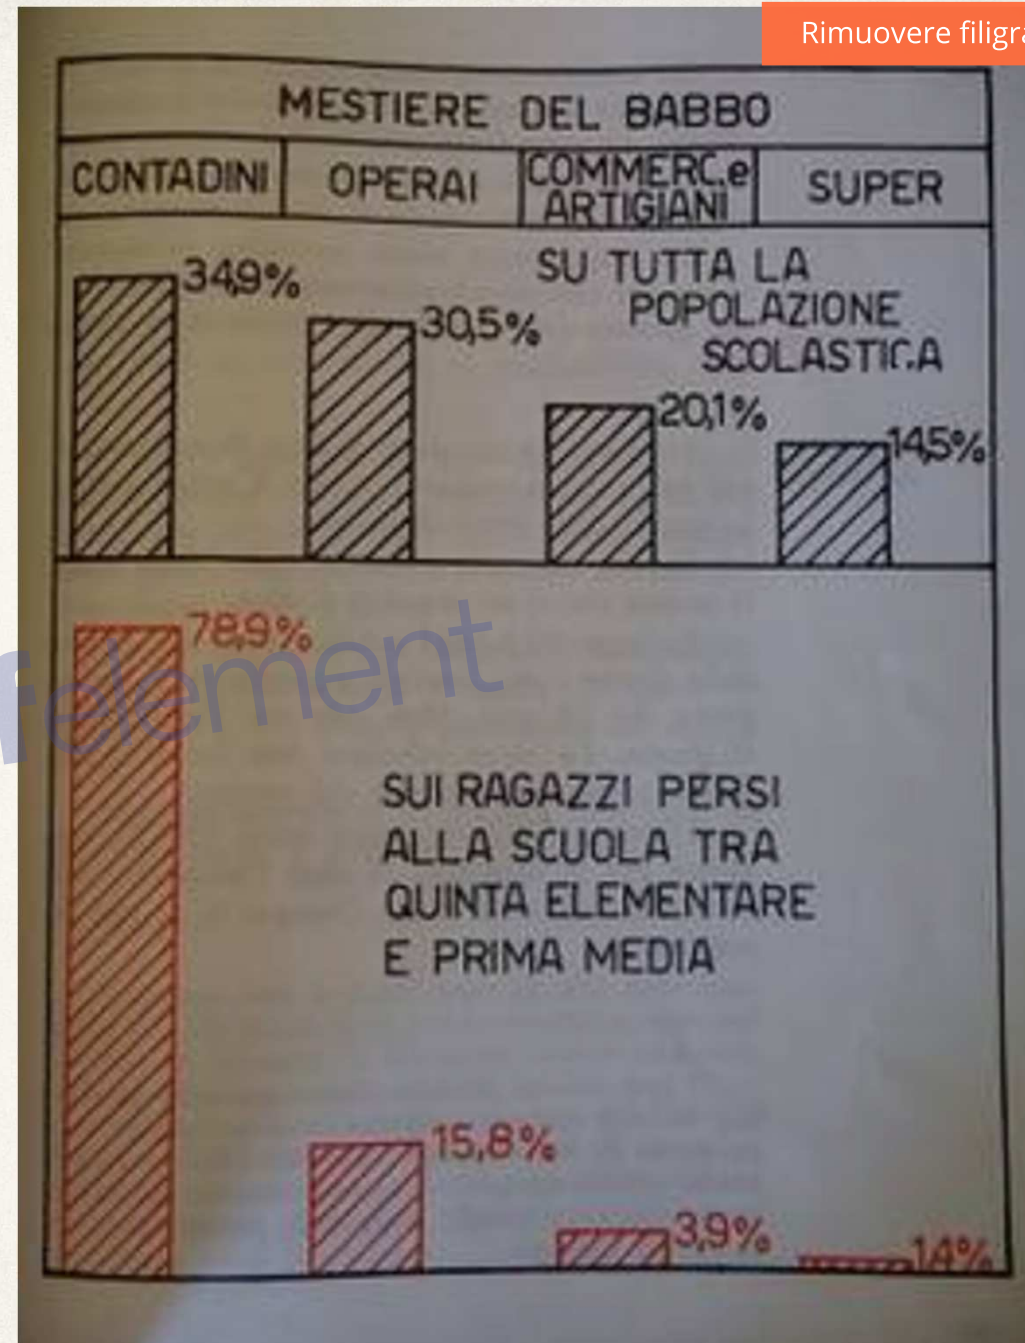 Rimuovere filigra
MESTIERE DEL BABBO
CONTADINI
OPERAI
COMMERC. e
ARTIGIANI
SUPER
34,9%
30,5%
20,1%
14,5%
SU TUTTA LA
POPOLAZIONE
SCOLASTICA
78,9%
felement
SUI RAGAZZI PERSI
ALLA SCUOLA TRA
QUINTA ELEMENTARE
E PRIMA MEDIA
15,8%
3,9%
1,4%